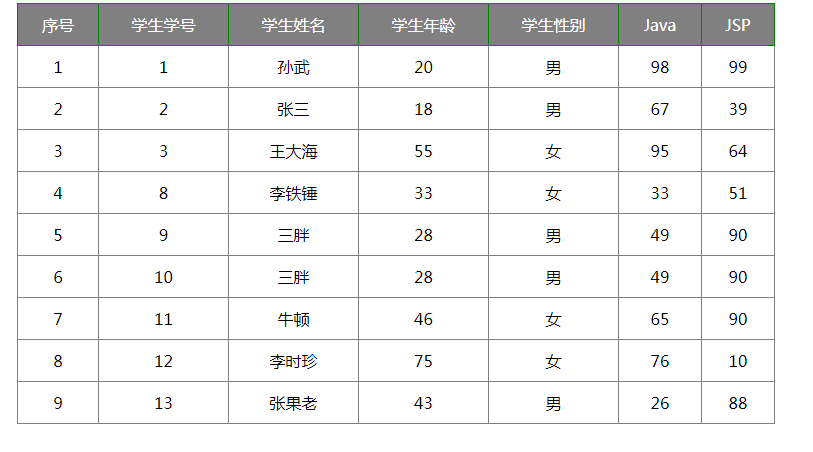 序号 学生学号 学生姓名 学生年龄 学生性别 Java JSP
1 1 孙武 20 男 98 99
2 2 张三 18 男 67 39
3 3 王大海 55 女 95 64
4 8 李铁锤 33 女 33 51
5 9 三胖 28 男 49 90
6 10 三胖 28 男 49 90
7 11 牛顿 46 女 65 90
8 12 李时珍 75 女 76 10
9 13 张果老 43 男 26 88